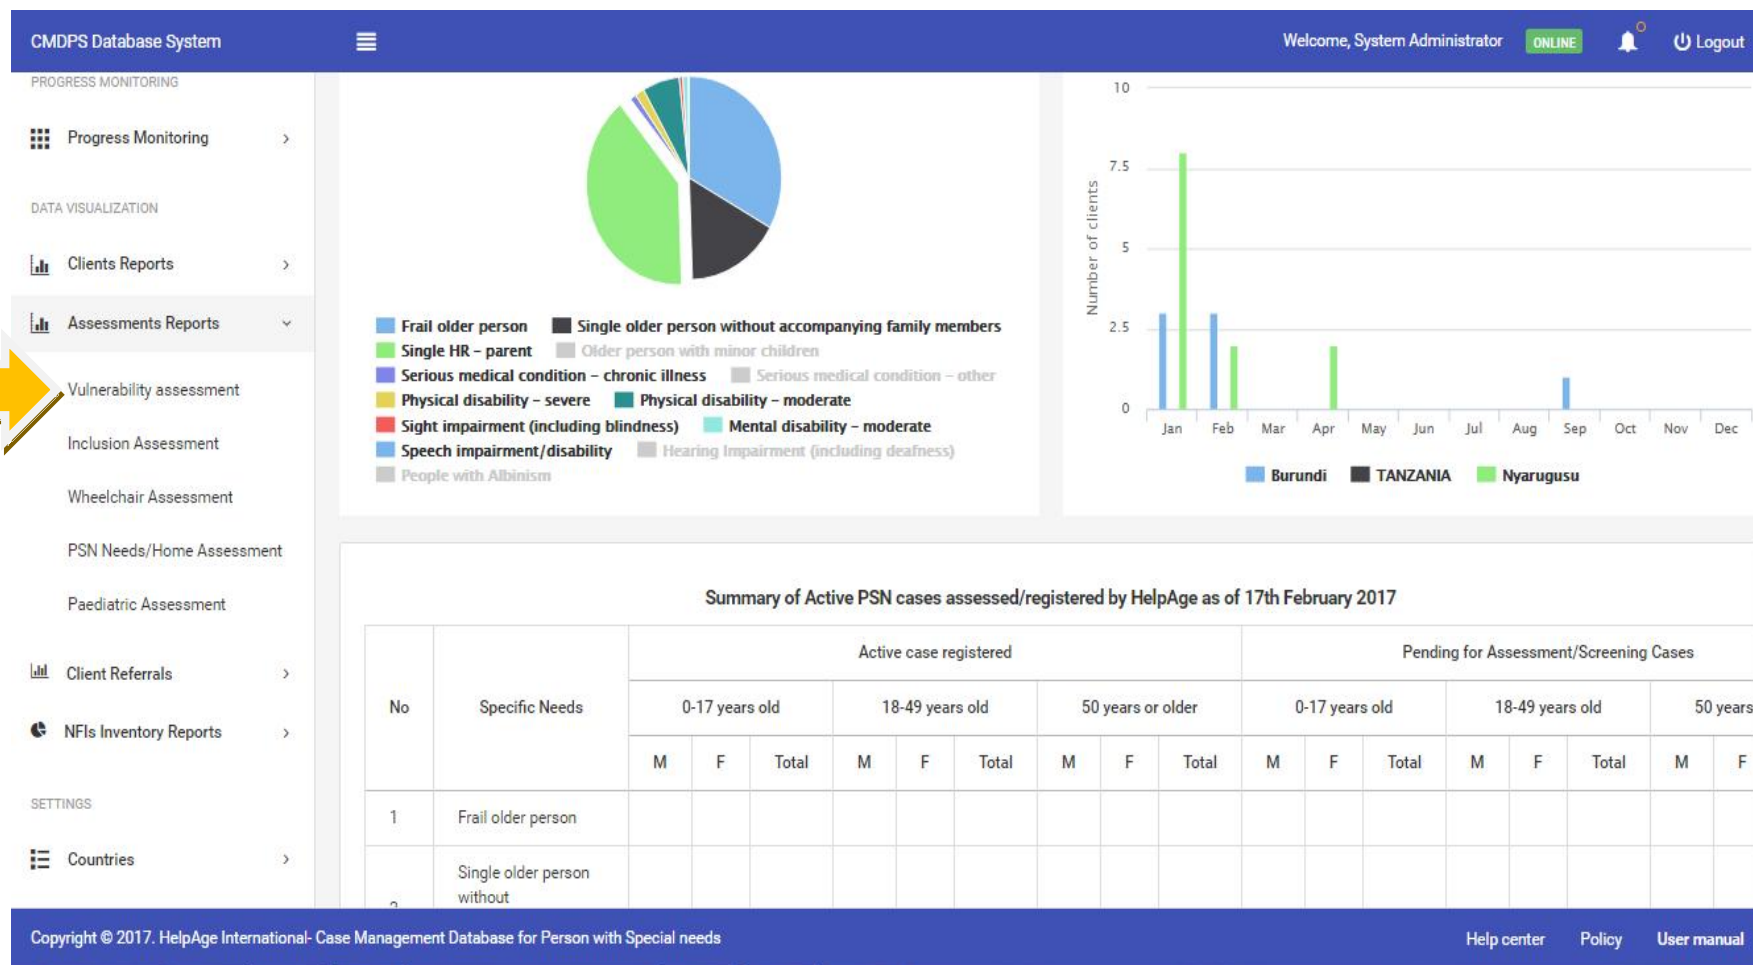 CMDPS Database System
Welcome, System Administrator ONLINE Logout
PROGRESS MONITORING
Progress Monitoring
DATA VISUALIZATION
Clients Reports
Assessments Reports
Vulnerability assessment
Inclusion Assessment
Wheelchair Assessment
PSN Needs/Home Assessment
Paediatric Assessment
Client Referrals
NFIs Inventory Reports
SETTINGS
Countries
Frail older person Single older person without accompanying family members
Single HR – parent Older person with minor children
Serious medical condition – chronic illness Serious medical condition – other
Physical disability – severe Physical disability – moderate
Sight impairment (including blindness) Mental disability – moderate
Speech impairment/disability Hearing Impairment (including deafness)
People with Albinism
Number of clients
10
7.5
5
2.5
0
Jan Feb Mar Apr May Jun Jul Aug Sep Oct Nov Dec
Burundi TANZANIA Nyarugusu
Summary of Active PSN cases assessed/registered by HelpAge as of 17th February 2017
Active case registered Pending for Assessment/Screening Cases
No Specific Needs 0-17 years old 18-49 years old 50 years or older 0-17 years old 18-49 years old 50 years
M F Total M F Total M F Total M F Total M F Total M F
1 Frail older person
Single older person
without
Copyright © 2017. HelpAge International- Case Management Database for Person with Special needs
Help center Policy User manual